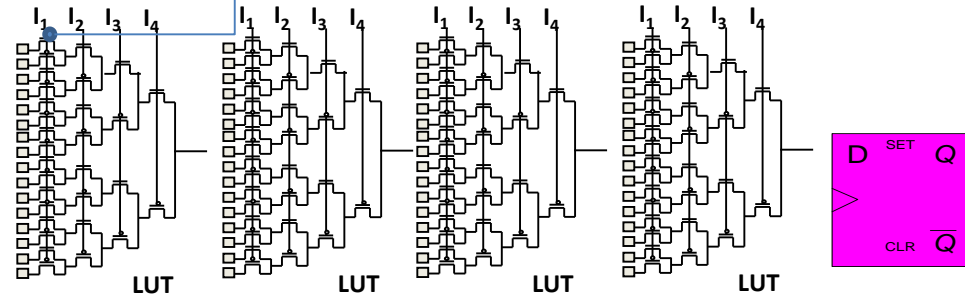 I1 I2 I3 I4 I1 I2 I3 I4 I1 I2 I3 I4 I1 I2 I3 I4
D SET Q
CLR Q
LUT LUT LUT LUT